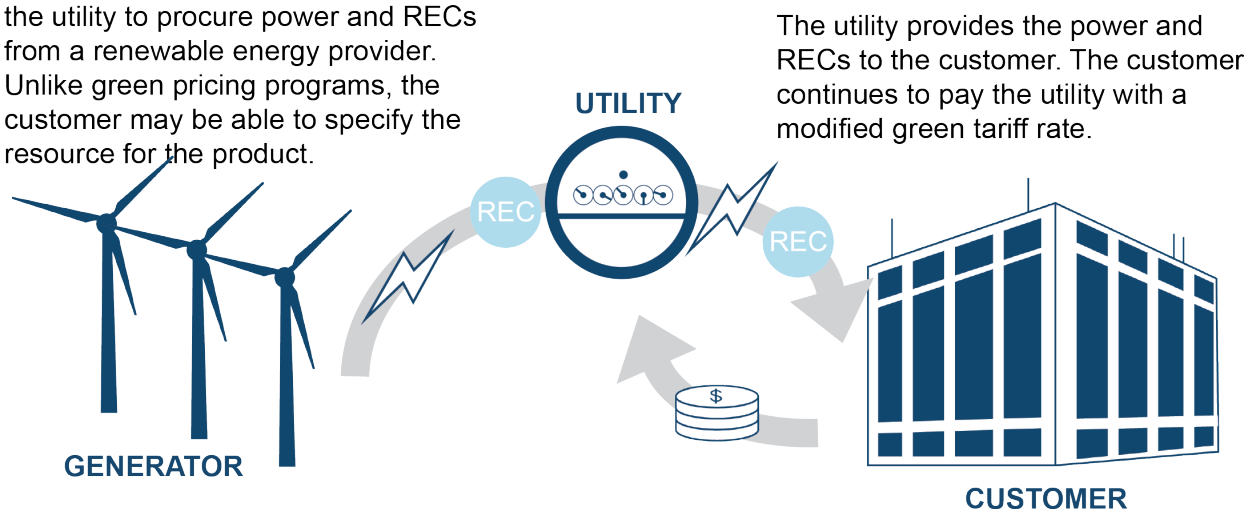 the utility to procure power and RECs
from a renewable energy provider.
Unlike green pricing programs, the
customer may be able to specify the
resource for the product.
The utility provides the power and
RECs to the customer. The customer
continues to pay the utility with a
modified green tariff rate.
UTILITY
REC
REC
$
GENERATOR
CUSTOMER